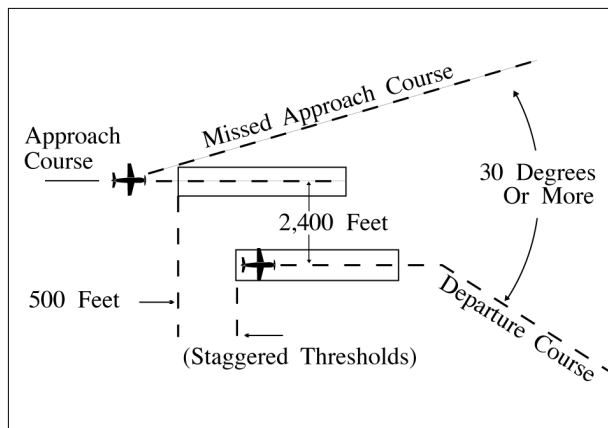 Missed Approach Course
Approach
Course
30 Degrees
Or More
2,400 Feet
500 Feet
Departure Course
(Staggered Thresholds)